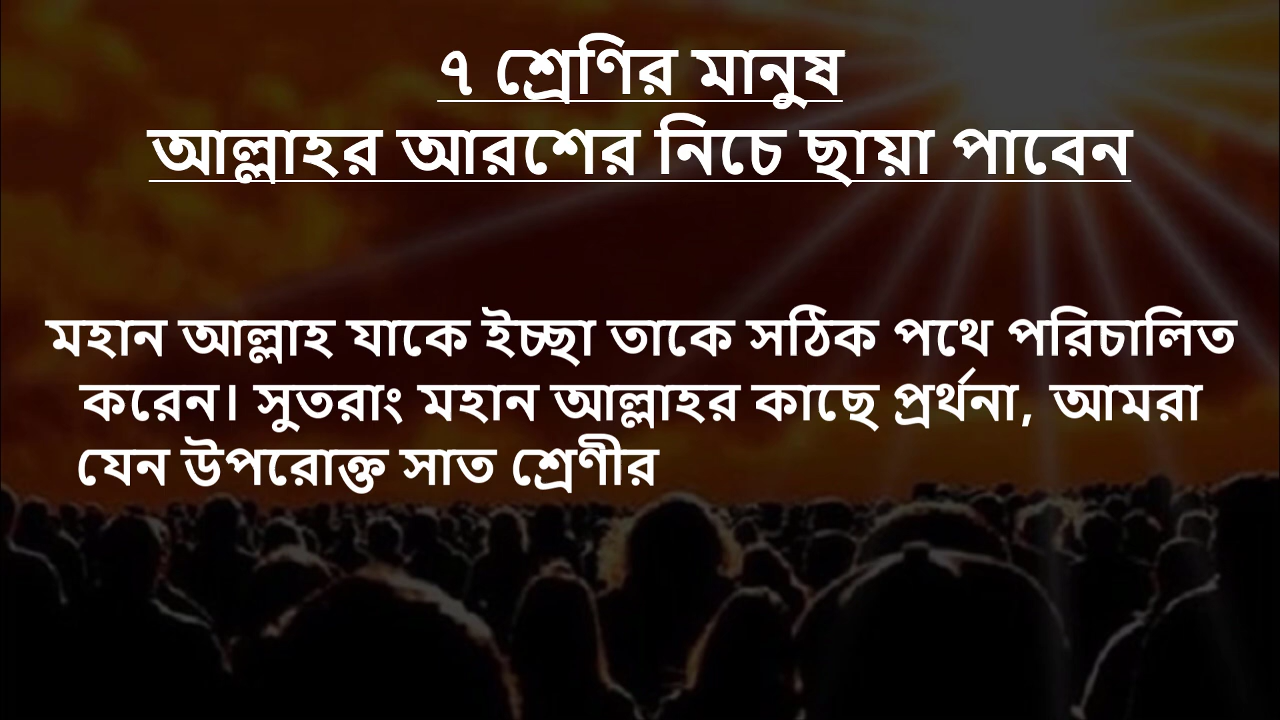 ৭ শ্রেণির মানুষ
আল্লাহর আরশের নিচে ছায়া পাবেন
মহান আল্লাহ যাকে ইচ্ছা তাকে সঠিক পথে পরিচালিত
করেন। সুতরাং মহান আল্লাহর কাছে প্রর্থনা, আমরা
যেন উপরোক্ত সাত শ্রেণীর